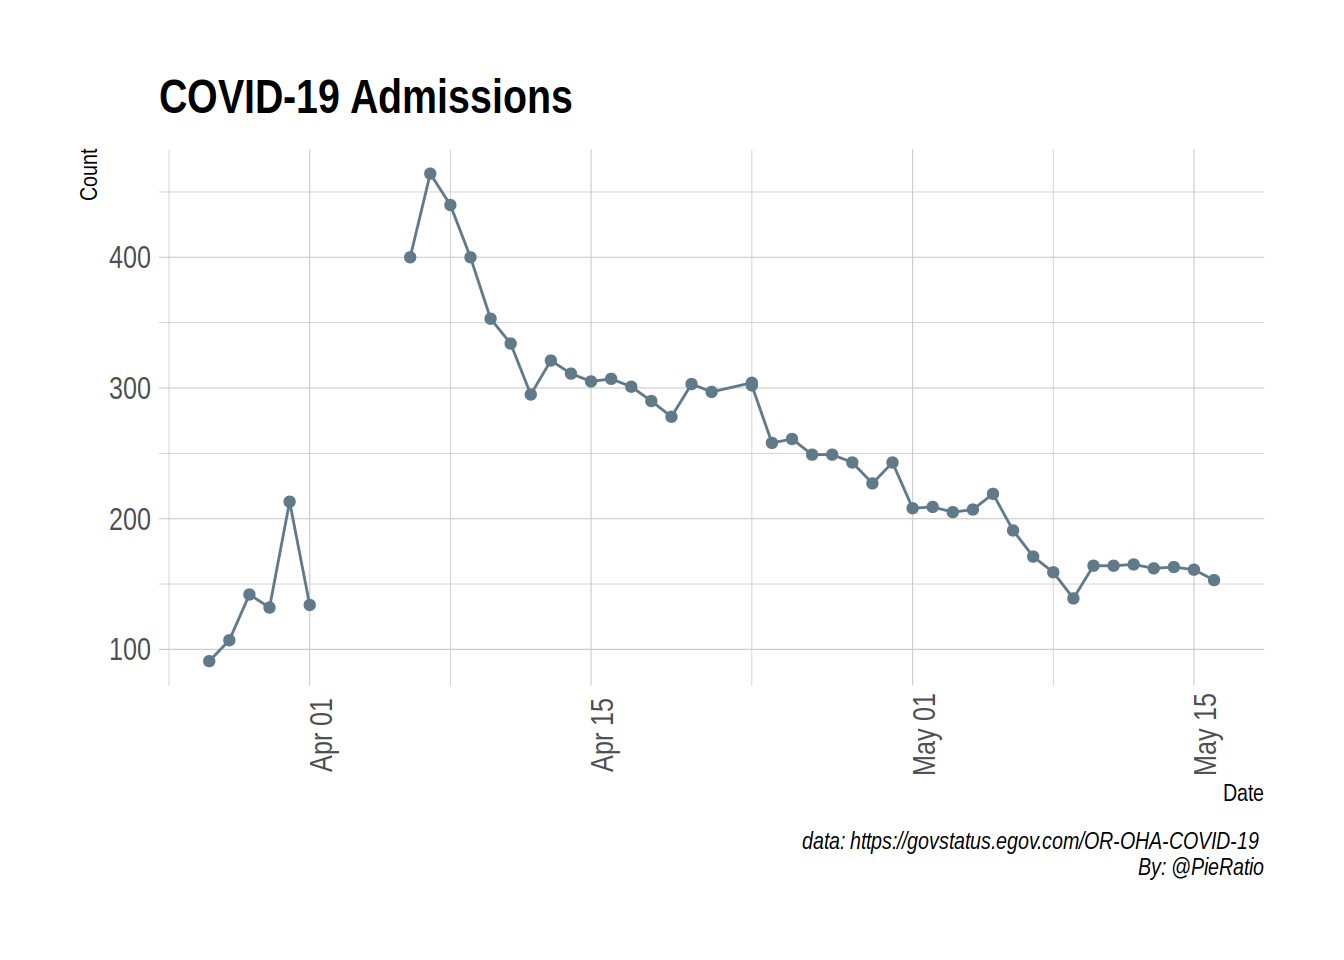 COVID-19 Admissions
Count
400
300
200
100
Apr 01
Apr 15
May 01
May 15
Date
data: https://govstatus.egov.com/OR-OHA-COVID-19
By: @PieRatio